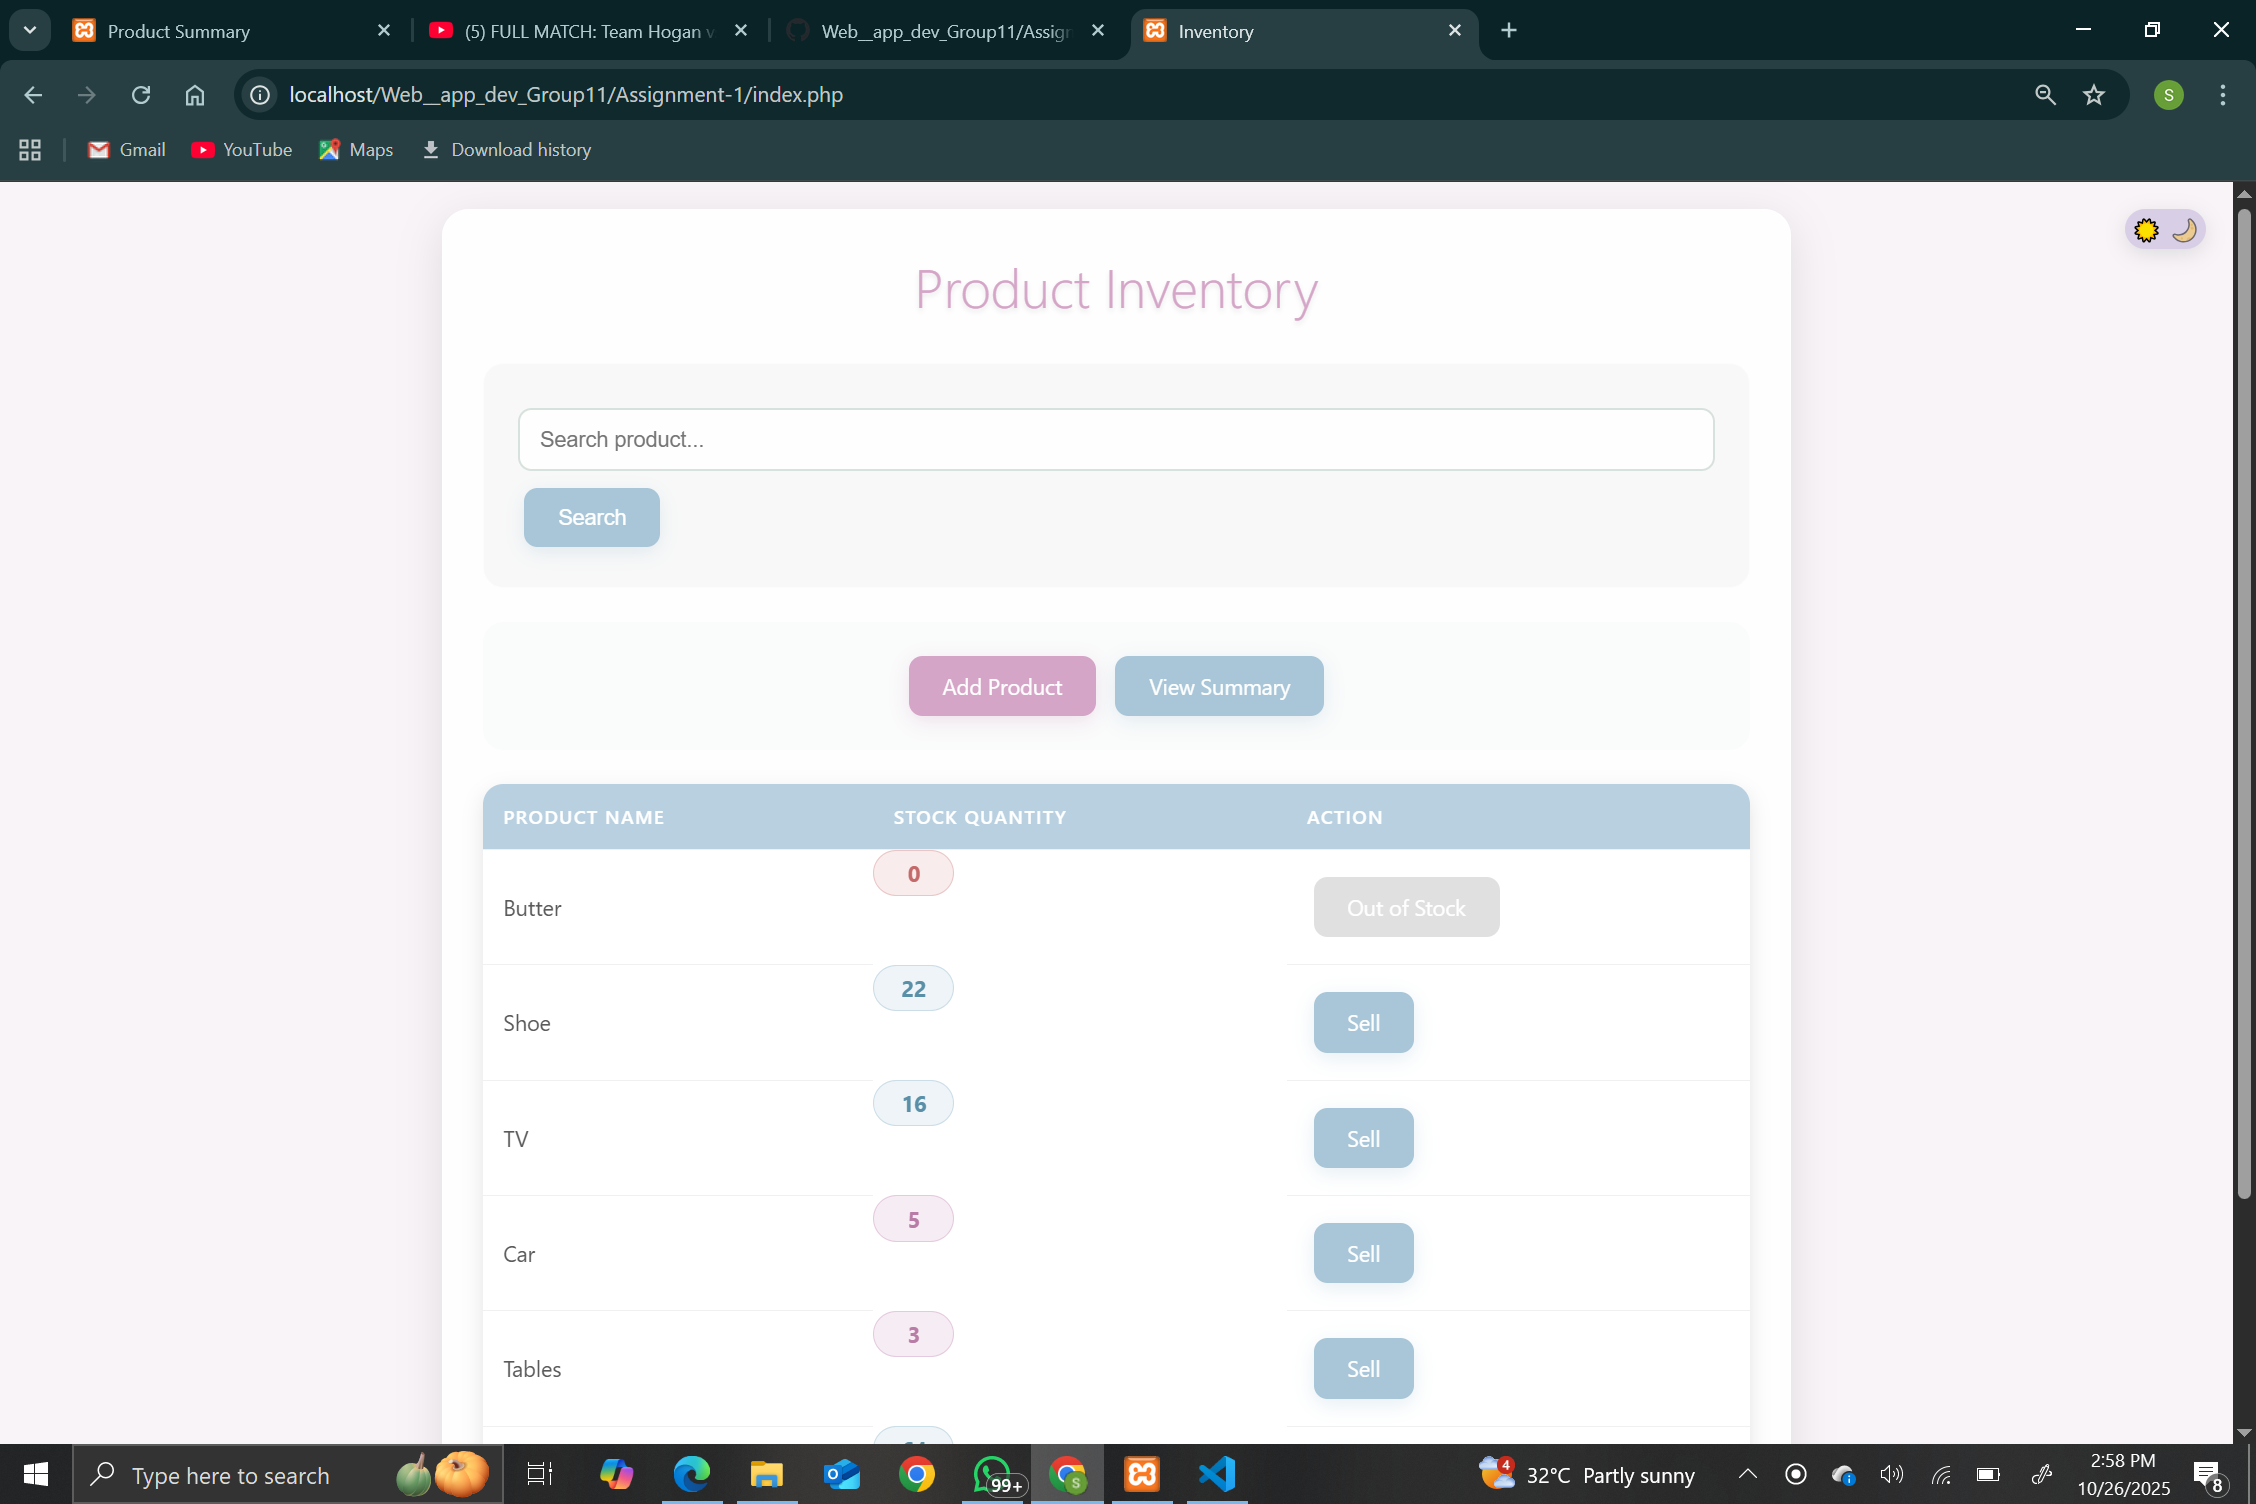 Product Summary
(5) FULL MATCH: Team Hogan v
Web__app_dev_Group11/Assign
Inventory
localhost/Web__app_dev_Group11/Assignment-1/index.php
S
Gmail
YouTube
Maps
Download history
Product Inventory
Search product...
Search
Add Product
View Summary
PRODUCT NAME STOCK QUANTITY ACTION
Butter 0 Out of Stock
Shoe 22 Sell
TV 16 Sell
Car 5 Sell
Tables 3 Sell
Type here to search
99+
S
4
32°C Partly sunny
2:58 PM
10/26/2025
8